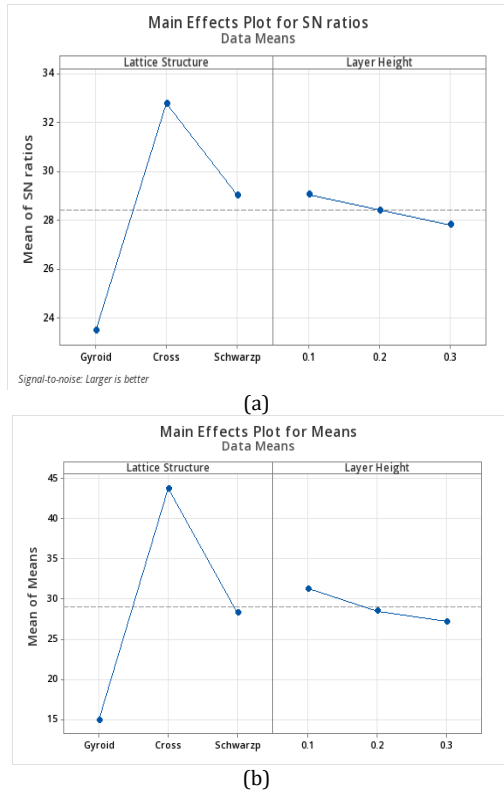 Main Effects Plot for SN ratios
Data Means
Lattice Structure Layer Height
Mean of SN ratios
34
32
30
28
26
24
Gyroid Cross Schwarzp 0.1 0.2 0.3
Signal-to-noise: Larger is better
(a)
Main Effects Plot for Means
Data Means
Lattice Structure Layer Height
Mean of Means
45
40
35
30
25
20
15
Gyroid Cross Schwarzp 0.1 0.2 0.3
(b)